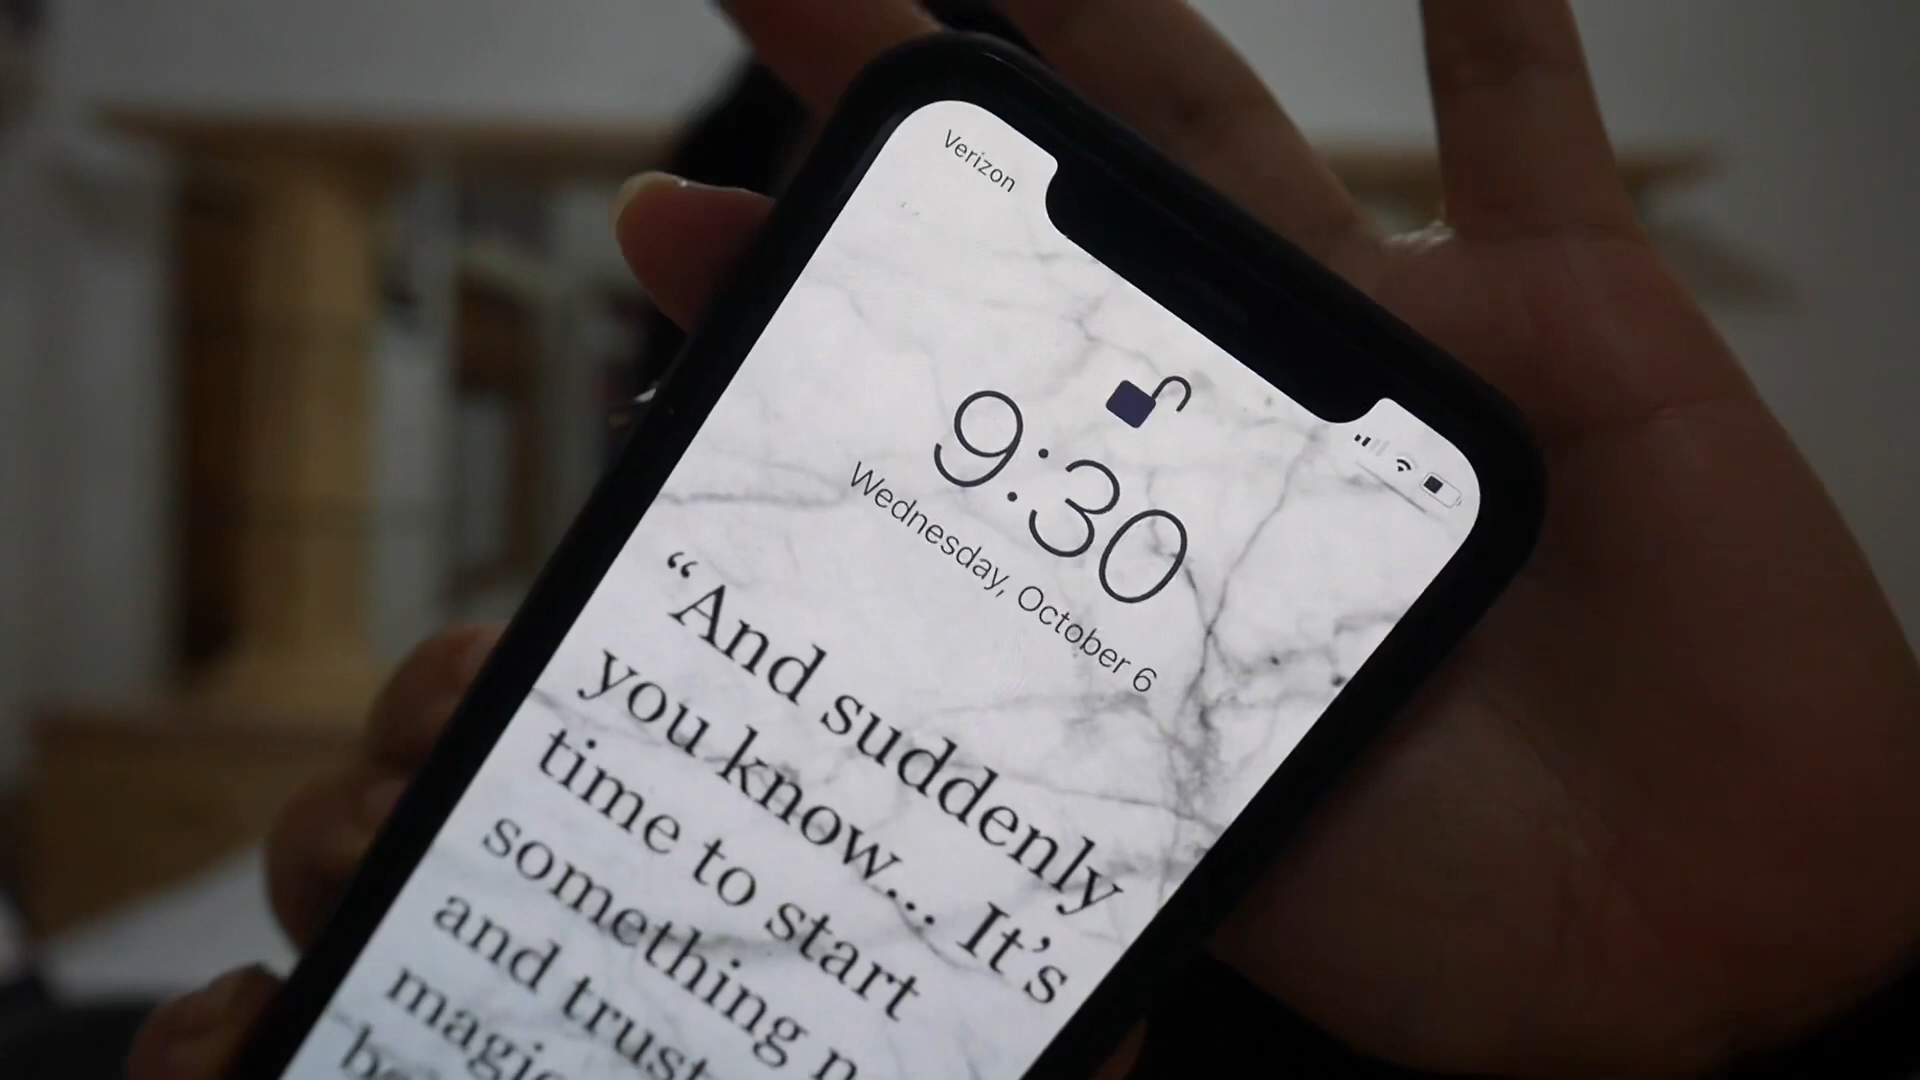 Verizon
9:30
Wednesday, October 6
“And suddenly
you know... It’s
time to start
something
and trust